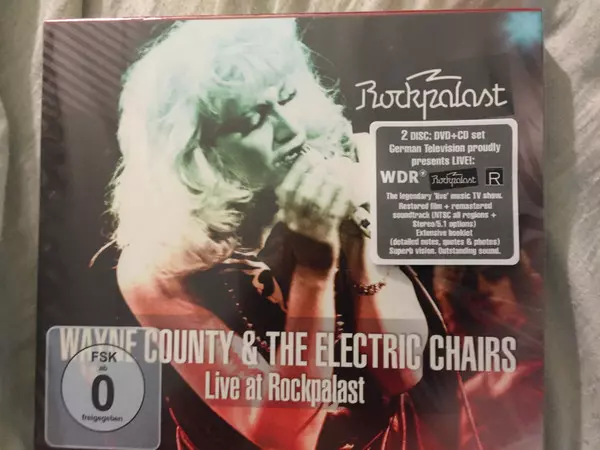 Rockpalast
2 DISC: DVD+CD set
German Television proudly
presents LIVE!:
WDR Rockpalast R
The legendary 'live' music TV show.
Restored film + remastered
soundtrack (NTSC all regions +
Stereo/5.1 options)
Extensive booklet
(detailed notes, quotes & photos)
Superb vision. Outstanding sound.
WAYNE COUNTY & THE ELECTRIC CHAIRS
Live at Rockpalast
FSK
ab
0
freigegeben